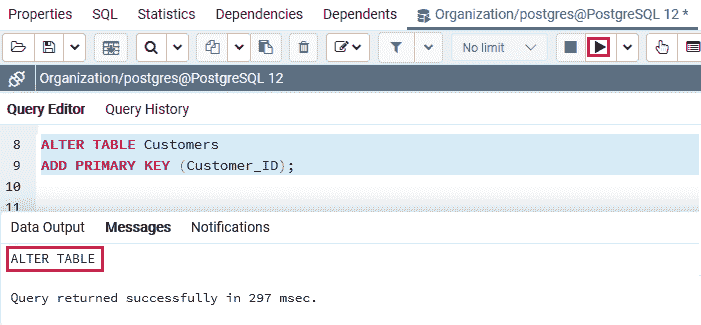 Properties SQL Statistics Dependencies Dependents Organization/postgres@PostgreSQL 12 *
No limit
Organization/postgres@PostgreSQL 12
Query Editor Query History
8 ALTER TABLE Customers
9 ADD PRIMARY KEY (Customer_ID);
10
11
Data Output Messages Notifications
ALTER TABLE
Query returned successfully in 297 msec.